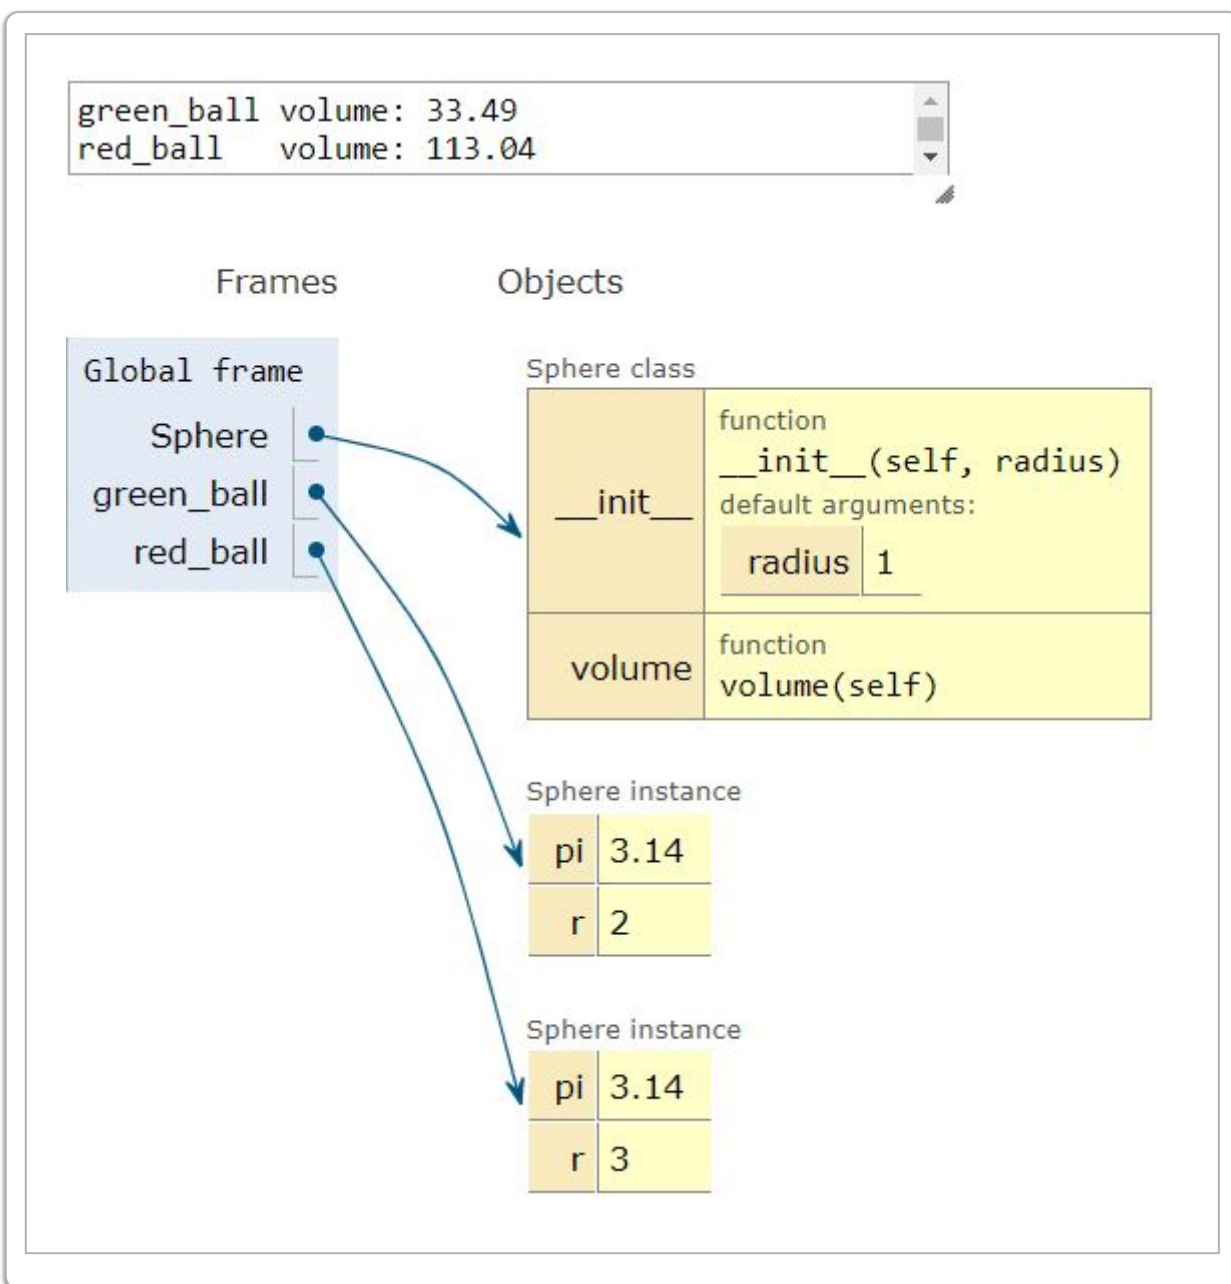 green_ball volume: 33.49
red_ball   volume: 113.04
Frames
Objects
Global frame
Sphere
green_ball
red_ball
Sphere class
__init__
function
__init__(self, radius)
default arguments:
radius 1
volume
function
volume(self)
Sphere instance
pi 3.14
r 2
Sphere instance
pi 3.14
r 3